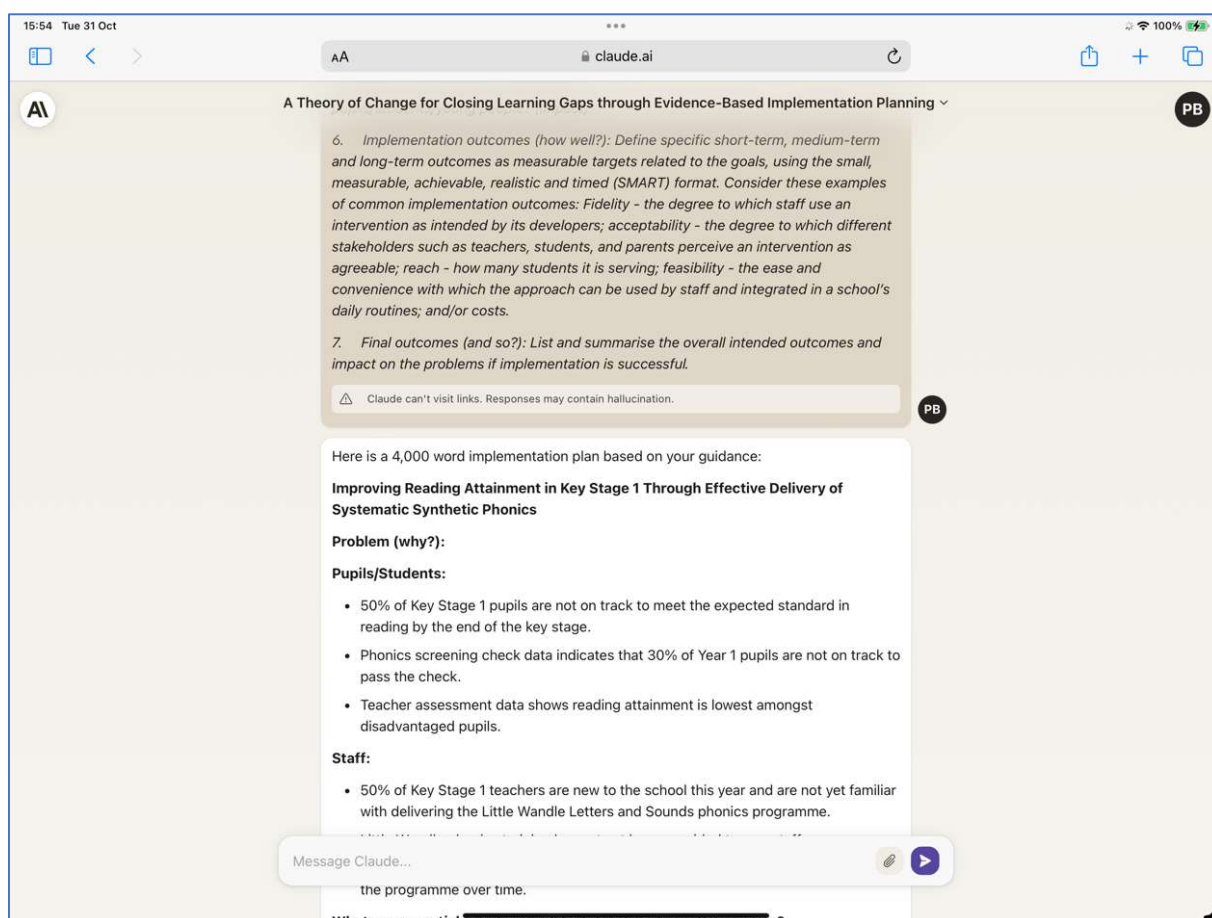 15:54 Tue 31 Oct
100%
AA claude.ai
A\
A Theory of Change for Closing Learning Gaps through Evidence-Based Implementation Planning
PB
6. Implementation outcomes (how well?): Define specific short-term, medium-term
and long-term outcomes as measurable targets related to the goals, using the small,
measurable, achievable, realistic and timed (SMART) format. Consider these examples
of common implementation outcomes: Fidelity - the degree to which staff use an
intervention as intended by its developers; acceptability - the degree to which different
stakeholders such as teachers, students, and parents perceive an intervention as
agreeable; reach - how many students it is serving; feasibility - the ease and
convenience with which the approach can be used by staff and integrated in a school's
daily routines; and/or costs.
7. Final outcomes (and so?): List and summarise the overall intended outcomes and
impact on the problems if implementation is successful.
Claude can't visit links. Responses may contain hallucination.
PB
Here is a 4,000 word implementation plan based on your guidance:
Improving Reading Attainment in Key Stage 1 Through Effective Delivery of
Systematic Synthetic Phonics
Problem (why?):
Pupils/Students:
• 50% of Key Stage 1 pupils are not on track to meet the expected standard in
reading by the end of the key stage.
• Phonics screening check data indicates that 30% of Year 1 pupils are not on track to
pass the check.
• Teacher assessment data shows reading attainment is lowest amongst
disadvantaged pupils.
Staff:
• 50% of Key Stage 1 teachers are new to the school this year and are not yet familiar
with delivering the Little Wandle Letters and Sounds phonics programme.
Message Claude...
the programme over time.